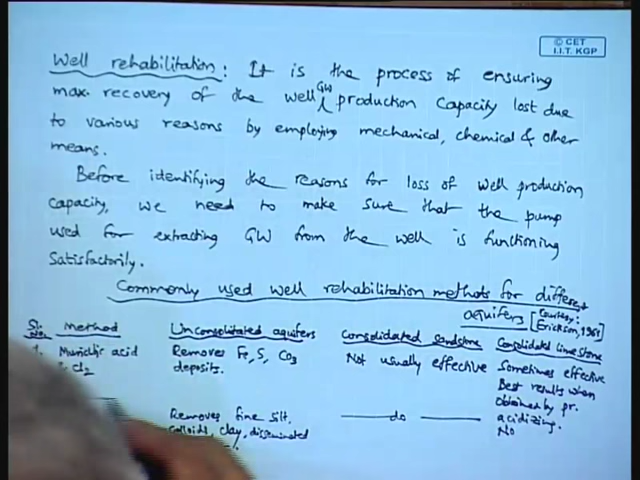 © CET
I.I.T. KGP
Well rehabilitation: It is the process of ensuring
max. recovery of the well GW production capacity lost due
to various reasons by employing mechanical, chemical & other
means.
Before identifying the reasons for loss of well production
capacity, we need to make sure that the pump
used for extracting GW from the well is functioning
satisfactorily.
Commonly used well rehabilitation methods for different
aquifers [Courtesy:
Erickson, 1961]
Sl. No. Method Unconsolidated aquifers Consolidated sandstone Consolidated limestone
1. Muriatic acid Removes Fe, S, CO3 Not usually effective Sometimes effective
Cl2 deposits. Best results when
obtained by pr.
Removes fine silt, do acidizing.
colloids, clay, disseminated No